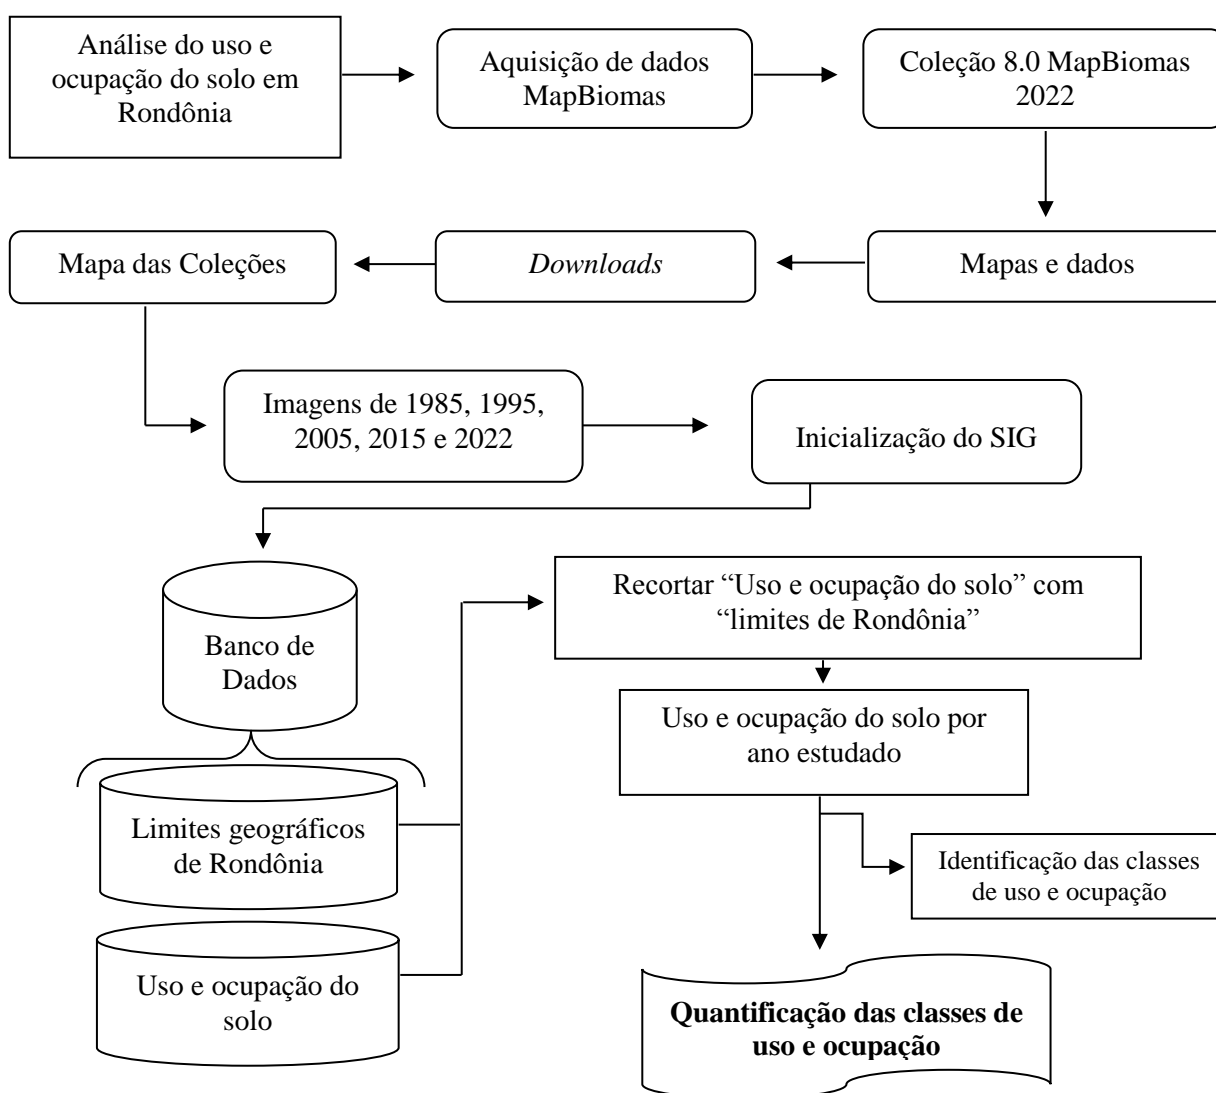 Análise do uso e
ocupação do solo em
Rondônia
Aquisição de dados
MapBiomas
Coleção 8.0 MapBiomas
2022
Mapa das Coleções
Downloads
Mapas e dados
Imagens de 1985, 1995,
2005, 2015 e 2022
Inicialização do SIG
Banco de
Dados
Recortar “Uso e ocupação do solo” com
“limites de Rondônia”
Uso e ocupação do solo por
ano estudado
Limites geográficos
de Rondônia
Identificação das classes
de uso e ocupação
Uso e ocupação do
solo
Quantificação das classes de
uso e ocupação